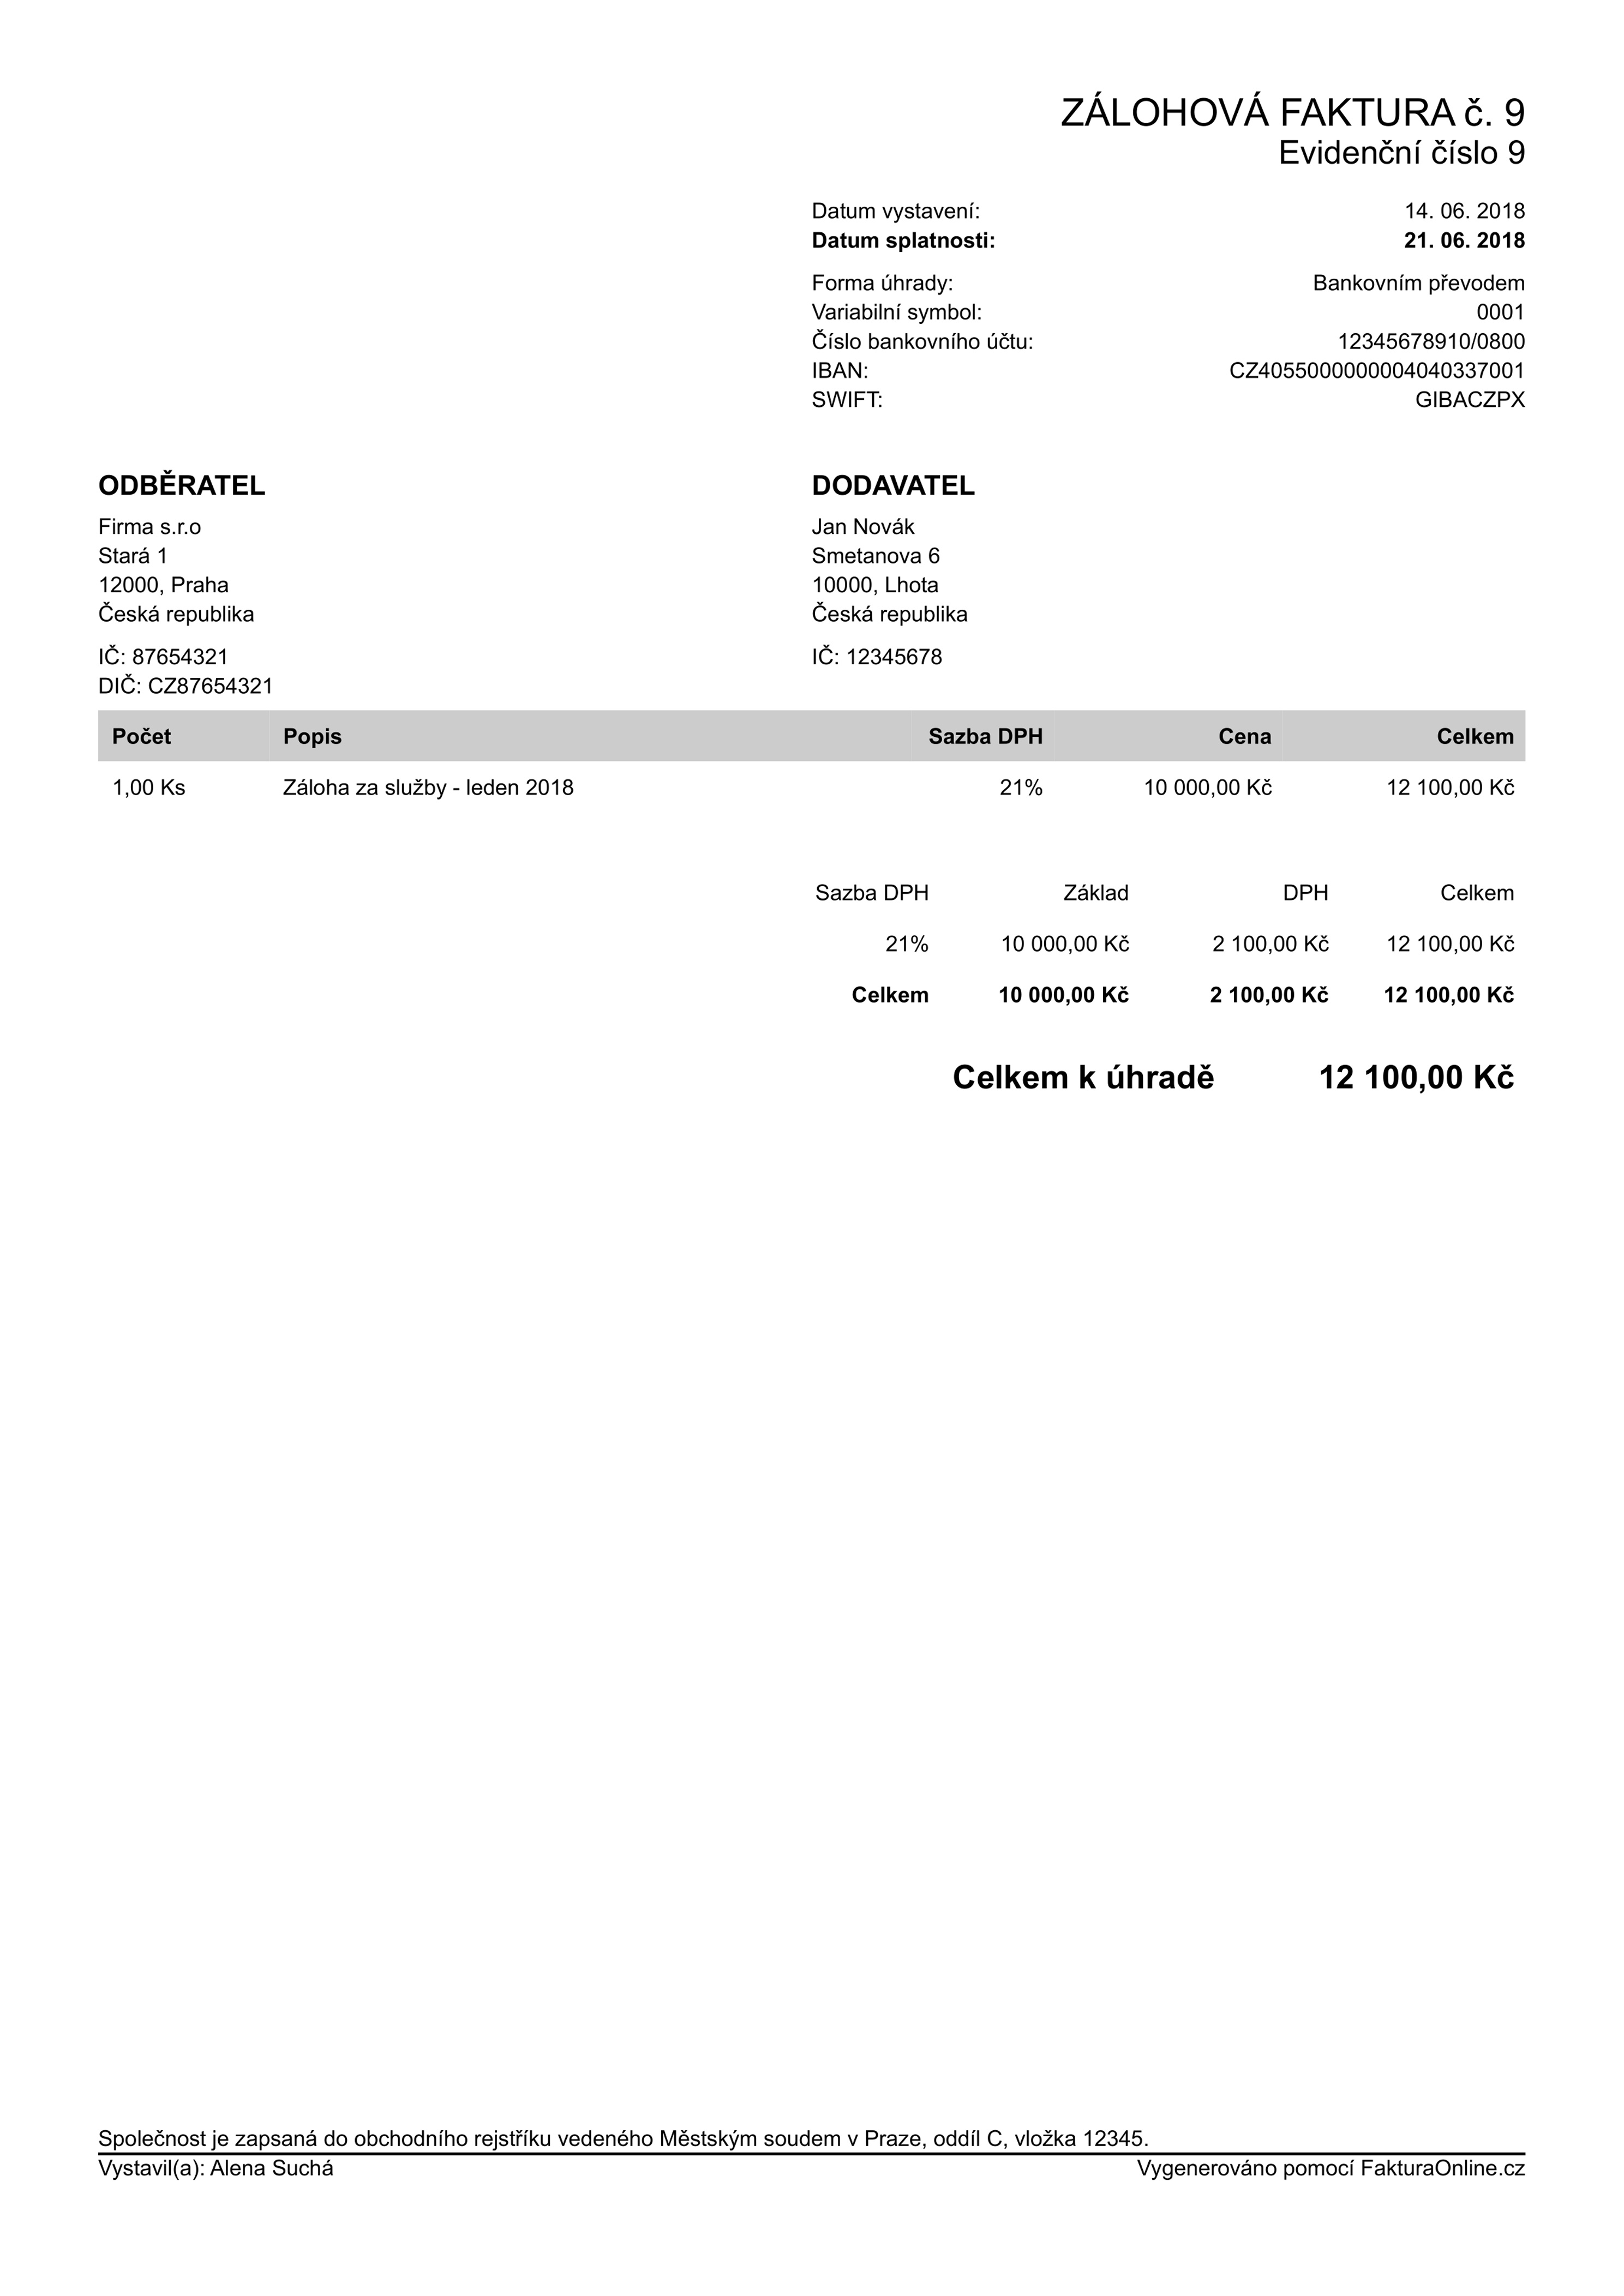 ZÁLOHOVÁ FAKTURA č. 9
Evidenční číslo 9
Datum vystavení: 14. 06. 2018
Datum splatnosti: 21. 06. 2018
Forma úhrady: Bankovním převodem
Variabilní symbol: 0001
Číslo bankovního účtu: 12345678910/0800
IBAN: CZ4055000000004040337001
SWIFT: GIBACZPX
ODBĚRATEL
Firma s.r.o
Stará 1
12000, Praha
Česká republika
IČ: 87654321
DIČ: CZ87654321
DODAVATEL
Jan Novák
Smetanova 6
10000, Lhota
Česká republika
IČ: 12345678
Počet Popis Sazba DPH Cena Celkem
1,00 Ks Záloha za služby - leden 2018 21% 10 000,00 Kč 12 100,00 Kč
Sazba DPH Základ DPH Celkem
21% 10 000,00 Kč 2 100,00 Kč 12 100,00 Kč
Celkem 10 000,00 Kč 2 100,00 Kč 12 100,00 Kč
Celkem k úhradě 12 100,00 Kč
Společnost je zapsaná do obchodního rejstříku vedeného Městským soudem v Praze, oddíl C, vložka 12345.
Vystavil(a): Alena Suchá Vygenerováno pomocí FakturaOnline.cz